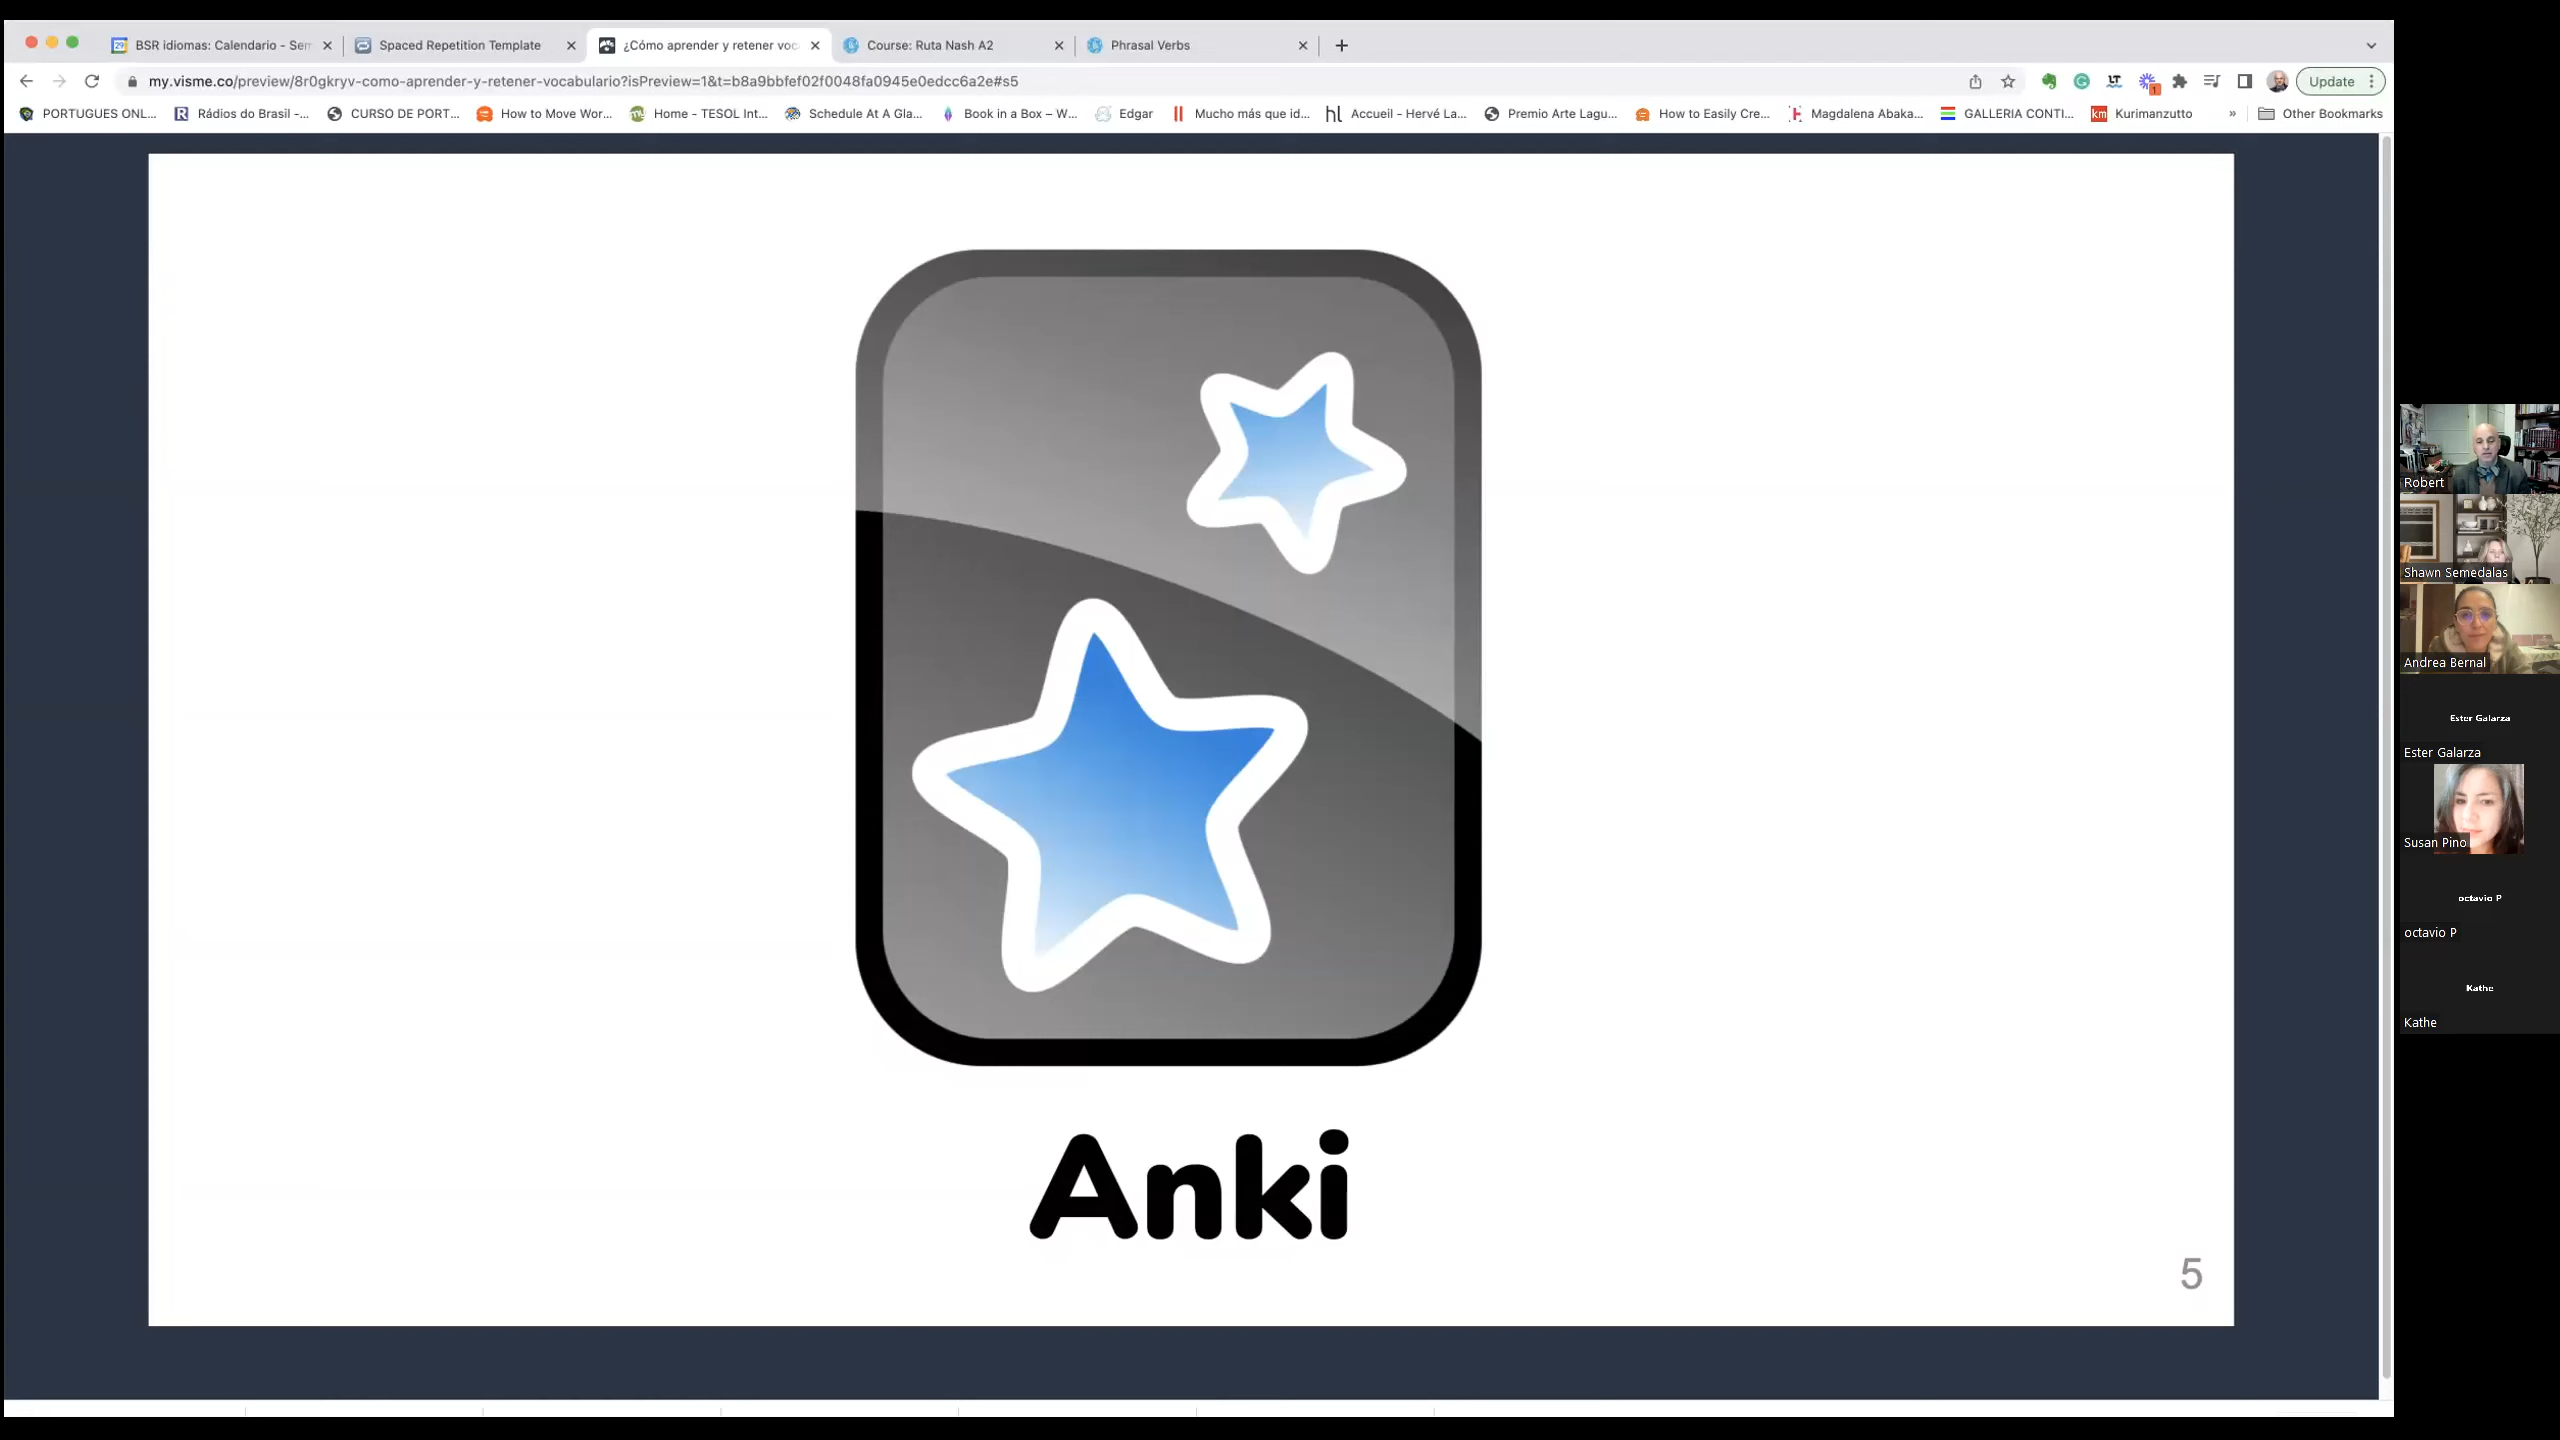 BSR idiomas: Calendario - Sem
Spaced Repetition Template
¿Cómo aprender y retener voc
Course: Ruta Nash A2
Phrasal Verbs
my.visme.co/preview/8r0gkryv-como-aprender-y-retener-vocabulario?isPreview=1&t=b8a9bbfef02f0048fa0945e0edcc6a2e#s5
Update
PORTUGUES ONL...
Rádios do Brasil -...
CURSO DE PORT...
How to Move Wor...
Home - TESOL Int...
Schedule At A Gla...
Book in a Box – W...
Edgar
Mucho más que id...
Accueil - Hervé La...
Premio Arte Lagu...
How to Easily Cre...
Magdalena Abaka...
GALLERIA CONTI...
Kurimanzutto
»
Other Bookmarks
Anki
5
Robert
Shawn Semedalas
Andrea Bernal
Ester Galarza
Ester Galarza
Susan Pino
octavio P
octavio P
Kathe
Kathe